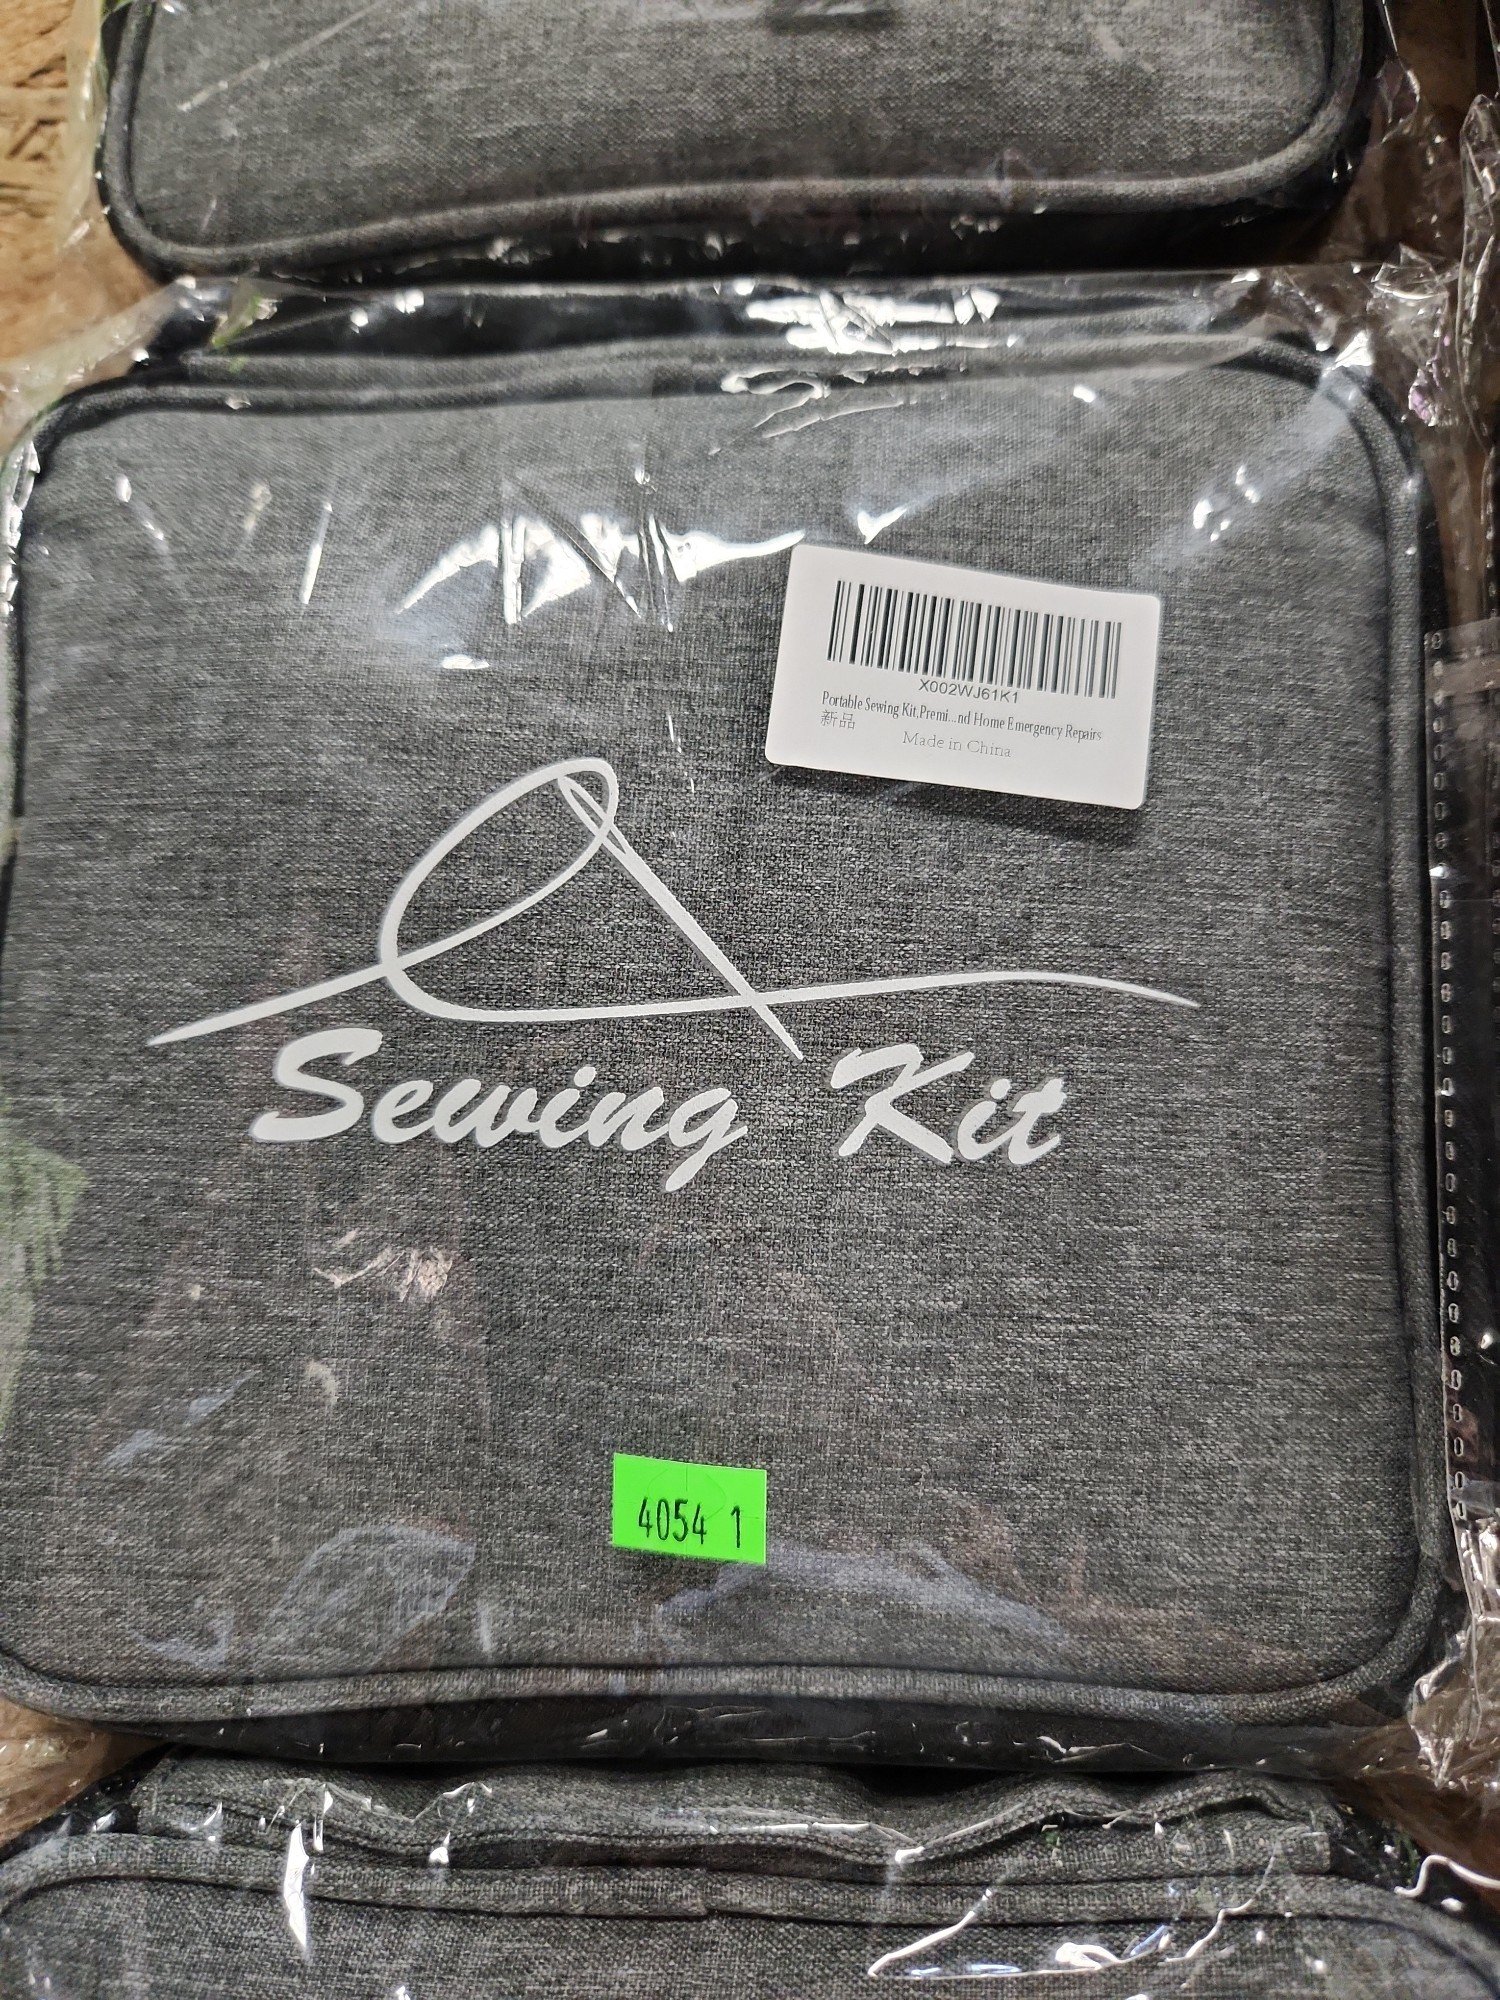 X002WJ61K1
Portable Sewing Kit,Premi...nd Home Emergency Repairs
新品
Made in China
Sewing Kit
4054 1